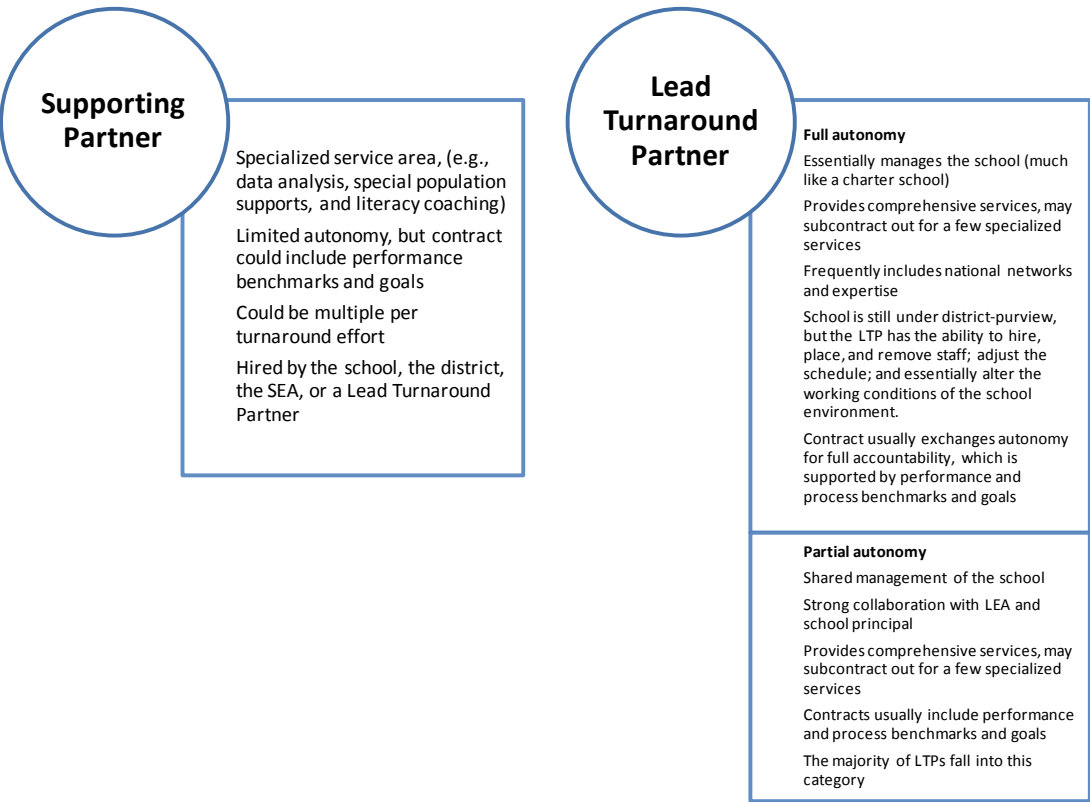 Supporting
Partner
Specialized service area, (e.g.,
data analysis, special population
supports, and literacy coaching)
Limited autonomy, but contract
could include performance
benchmarks and goals
Could be multiple per
turnaround effort
Hired by the school, the district,
the SEA, or a Lead Turnaround
Partner
Lead
Turnaround
Partner
Full autonomy
Essentially manages the school (much
like a charter school)
Provides comprehensive services, may
subcontract out for a few specialized
services
Frequently includes national networks
and expertise
School is still under district-purview,
but the LTP has the ability to hire,
place, and remove staff; adjust the
schedule; and essentially alter the
working conditions of the school
environment.
Contract usually exchanges autonomy
for full accountability, which is
supported by performance and
process benchmarks and goals
Partial autonomy
Shared management of the school
Strong collaboration with LEA and
school principal
Provides comprehensive services, may
subcontract out for a few specialized
services
Contracts usually include performance
and process benchmarks and goals
The majority of LTPs fall into this
category